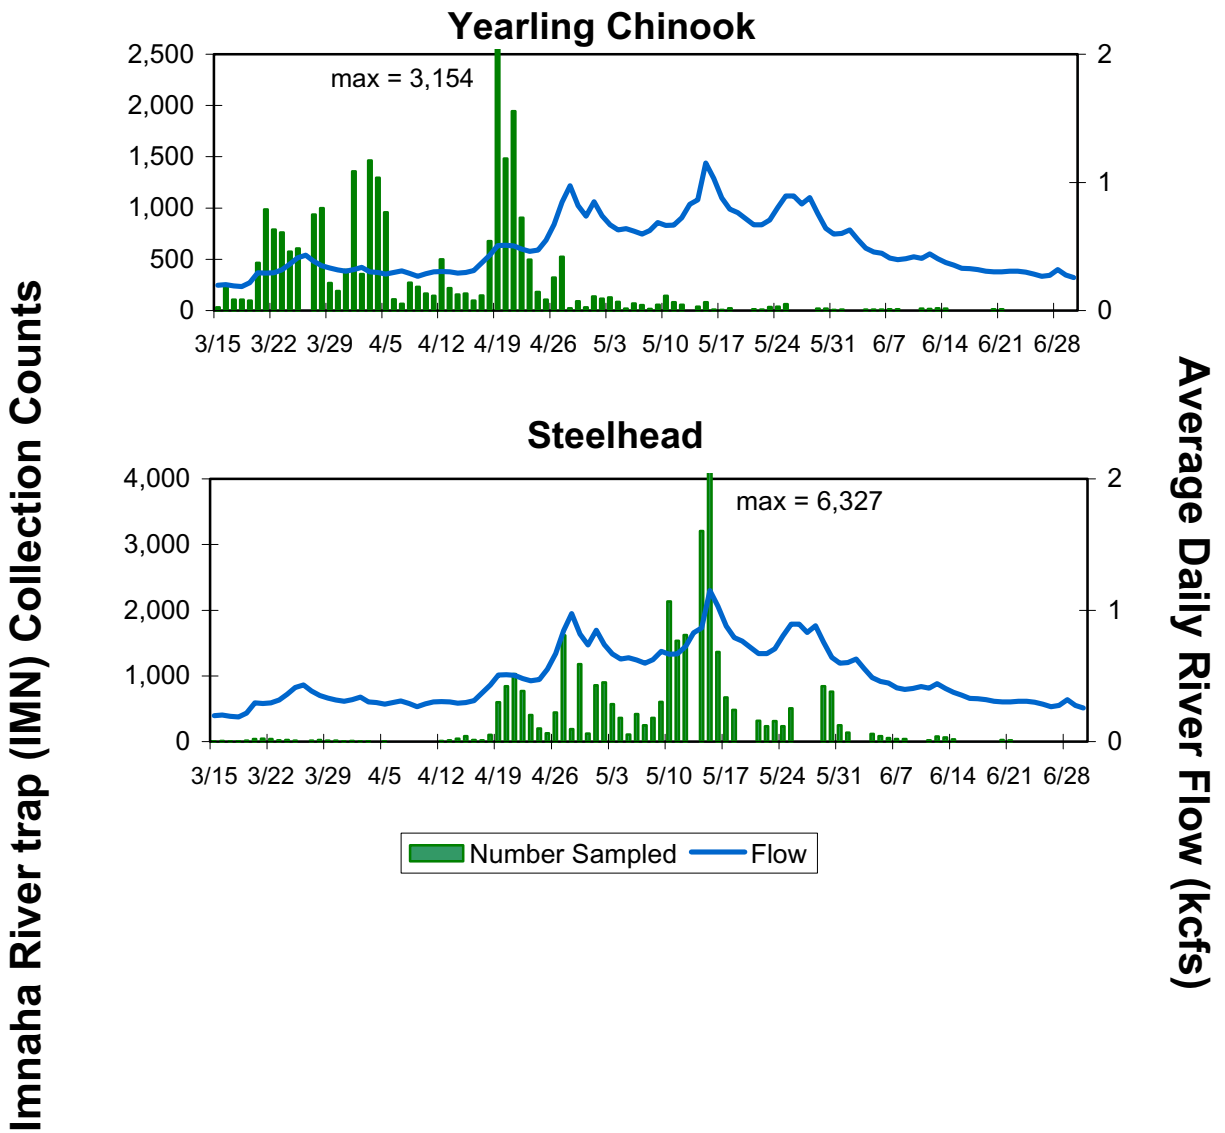 Yearling Chinook
2,500
2,000
1,500
1,000
500
0
2
1
0
max = 3,154
3/15 3/22 3/29 4/5 4/12 4/19 4/26 5/3 5/10 5/17 5/24 5/31 6/7 6/14 6/21 6/28
Steelhead
4,000
3,000
2,000
1,000
0
2
1
0
max = 6,327
3/15 3/22 3/29 4/5 4/12 4/19 4/26 5/3 5/10 5/17 5/24 5/31 6/7 6/14 6/21 6/28
Number Sampled Flow
Imnaha River trap (IMN) Collection Counts
Average Daily River Flow (kcfs)